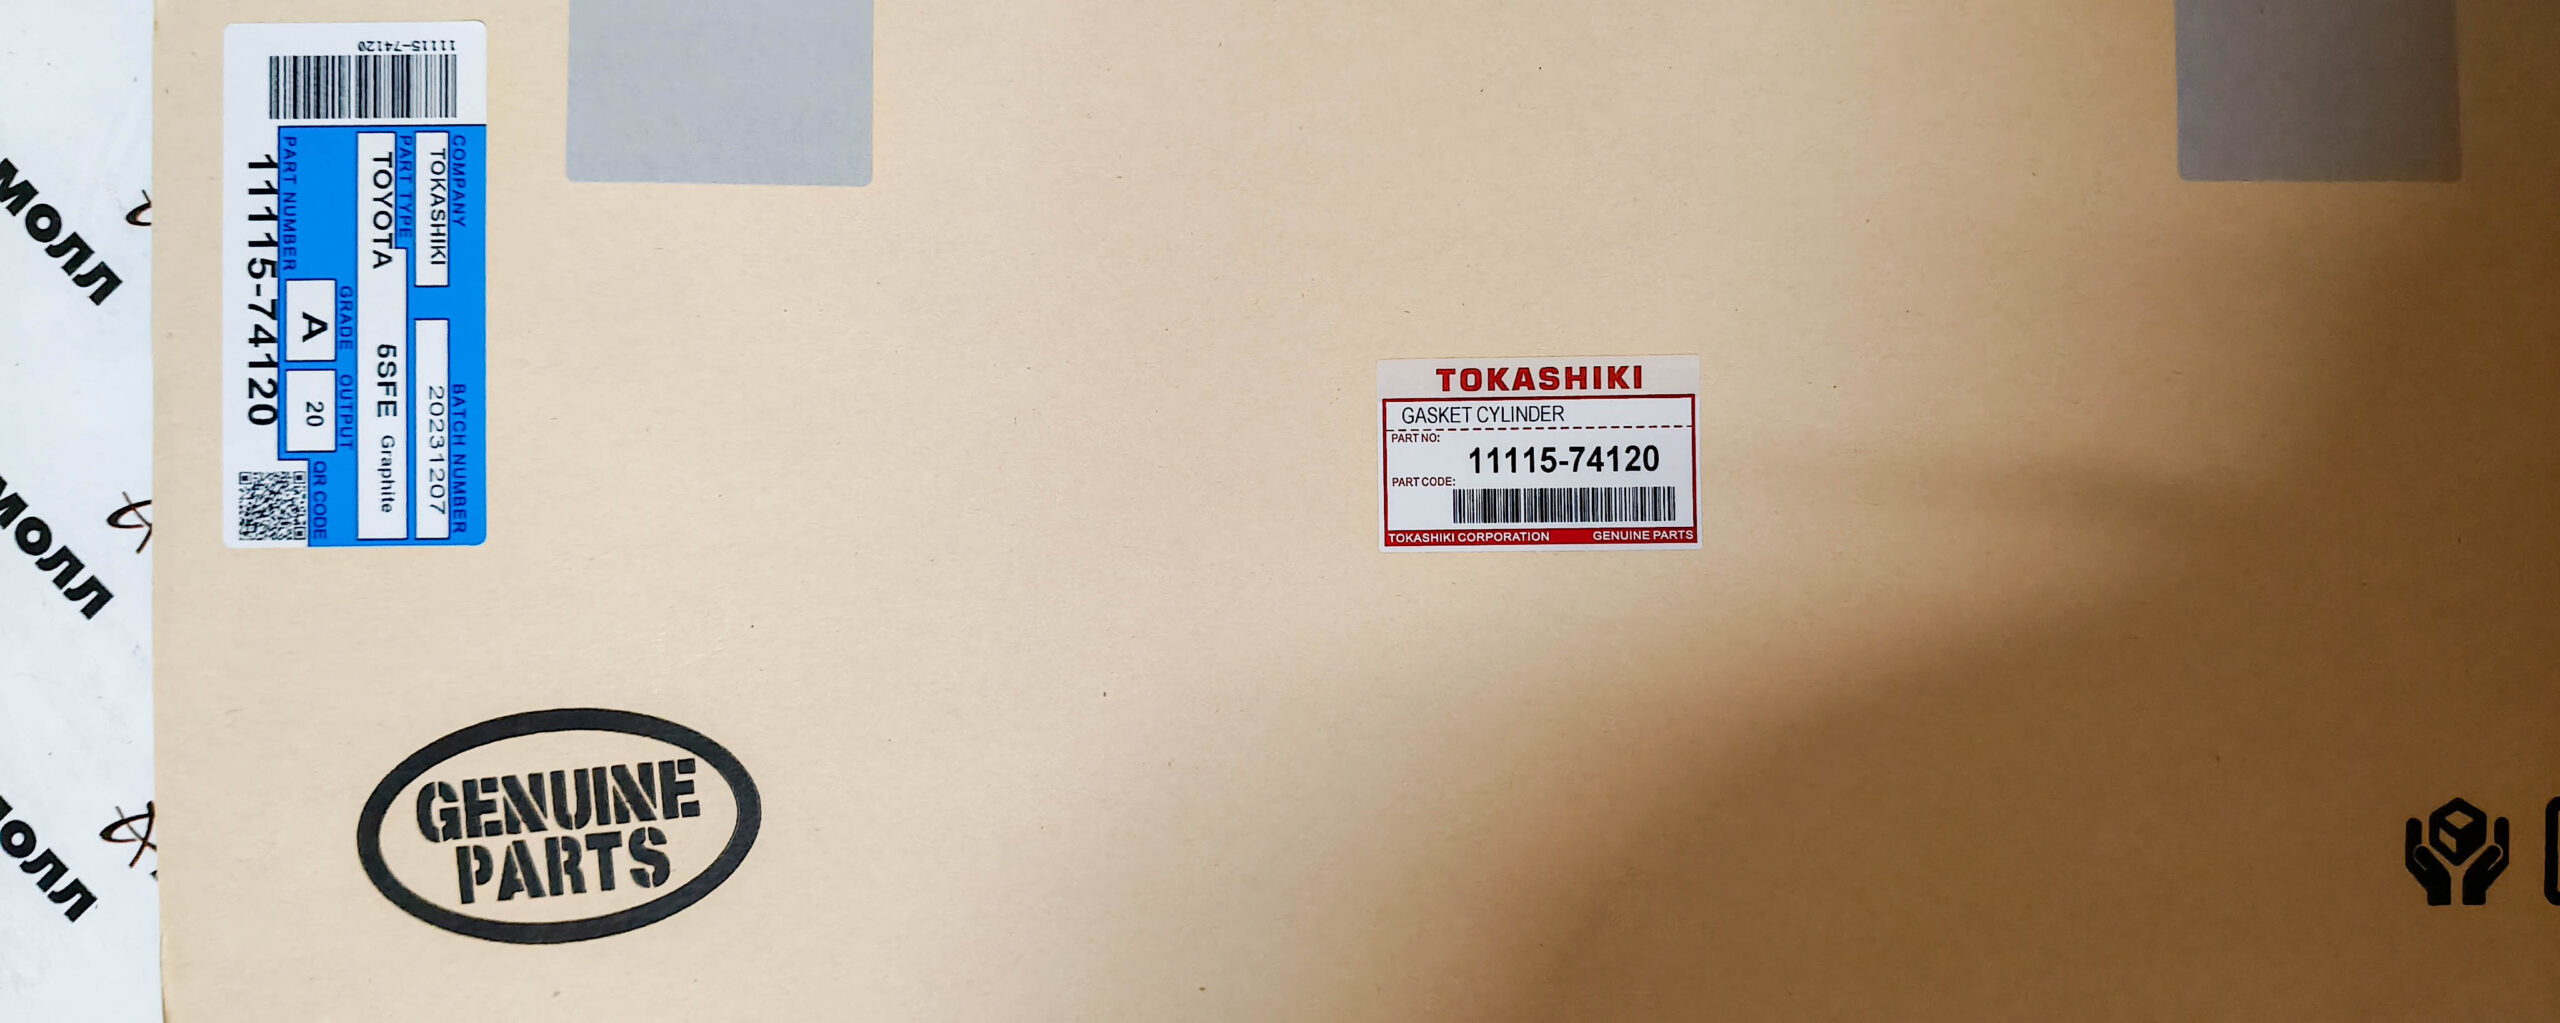 11115-74120
COMPANY
TOKASHIKI
BATCH NUMBER
20231207
PART TYPE
TOYOTA 5SFE Graphite
GRADE
A
OUTPUT
20
QR CODE
PART NUMBER
11115-74120
TOKASHIKI
GASKET CYLINDER
PART NO:
11115-74120
PART CODE:
TOKASHIKI CORPORATION GENUINE PARTS
GENUINE
PARTS
МОЛЛ
МОЛЛ
МОЛЛ